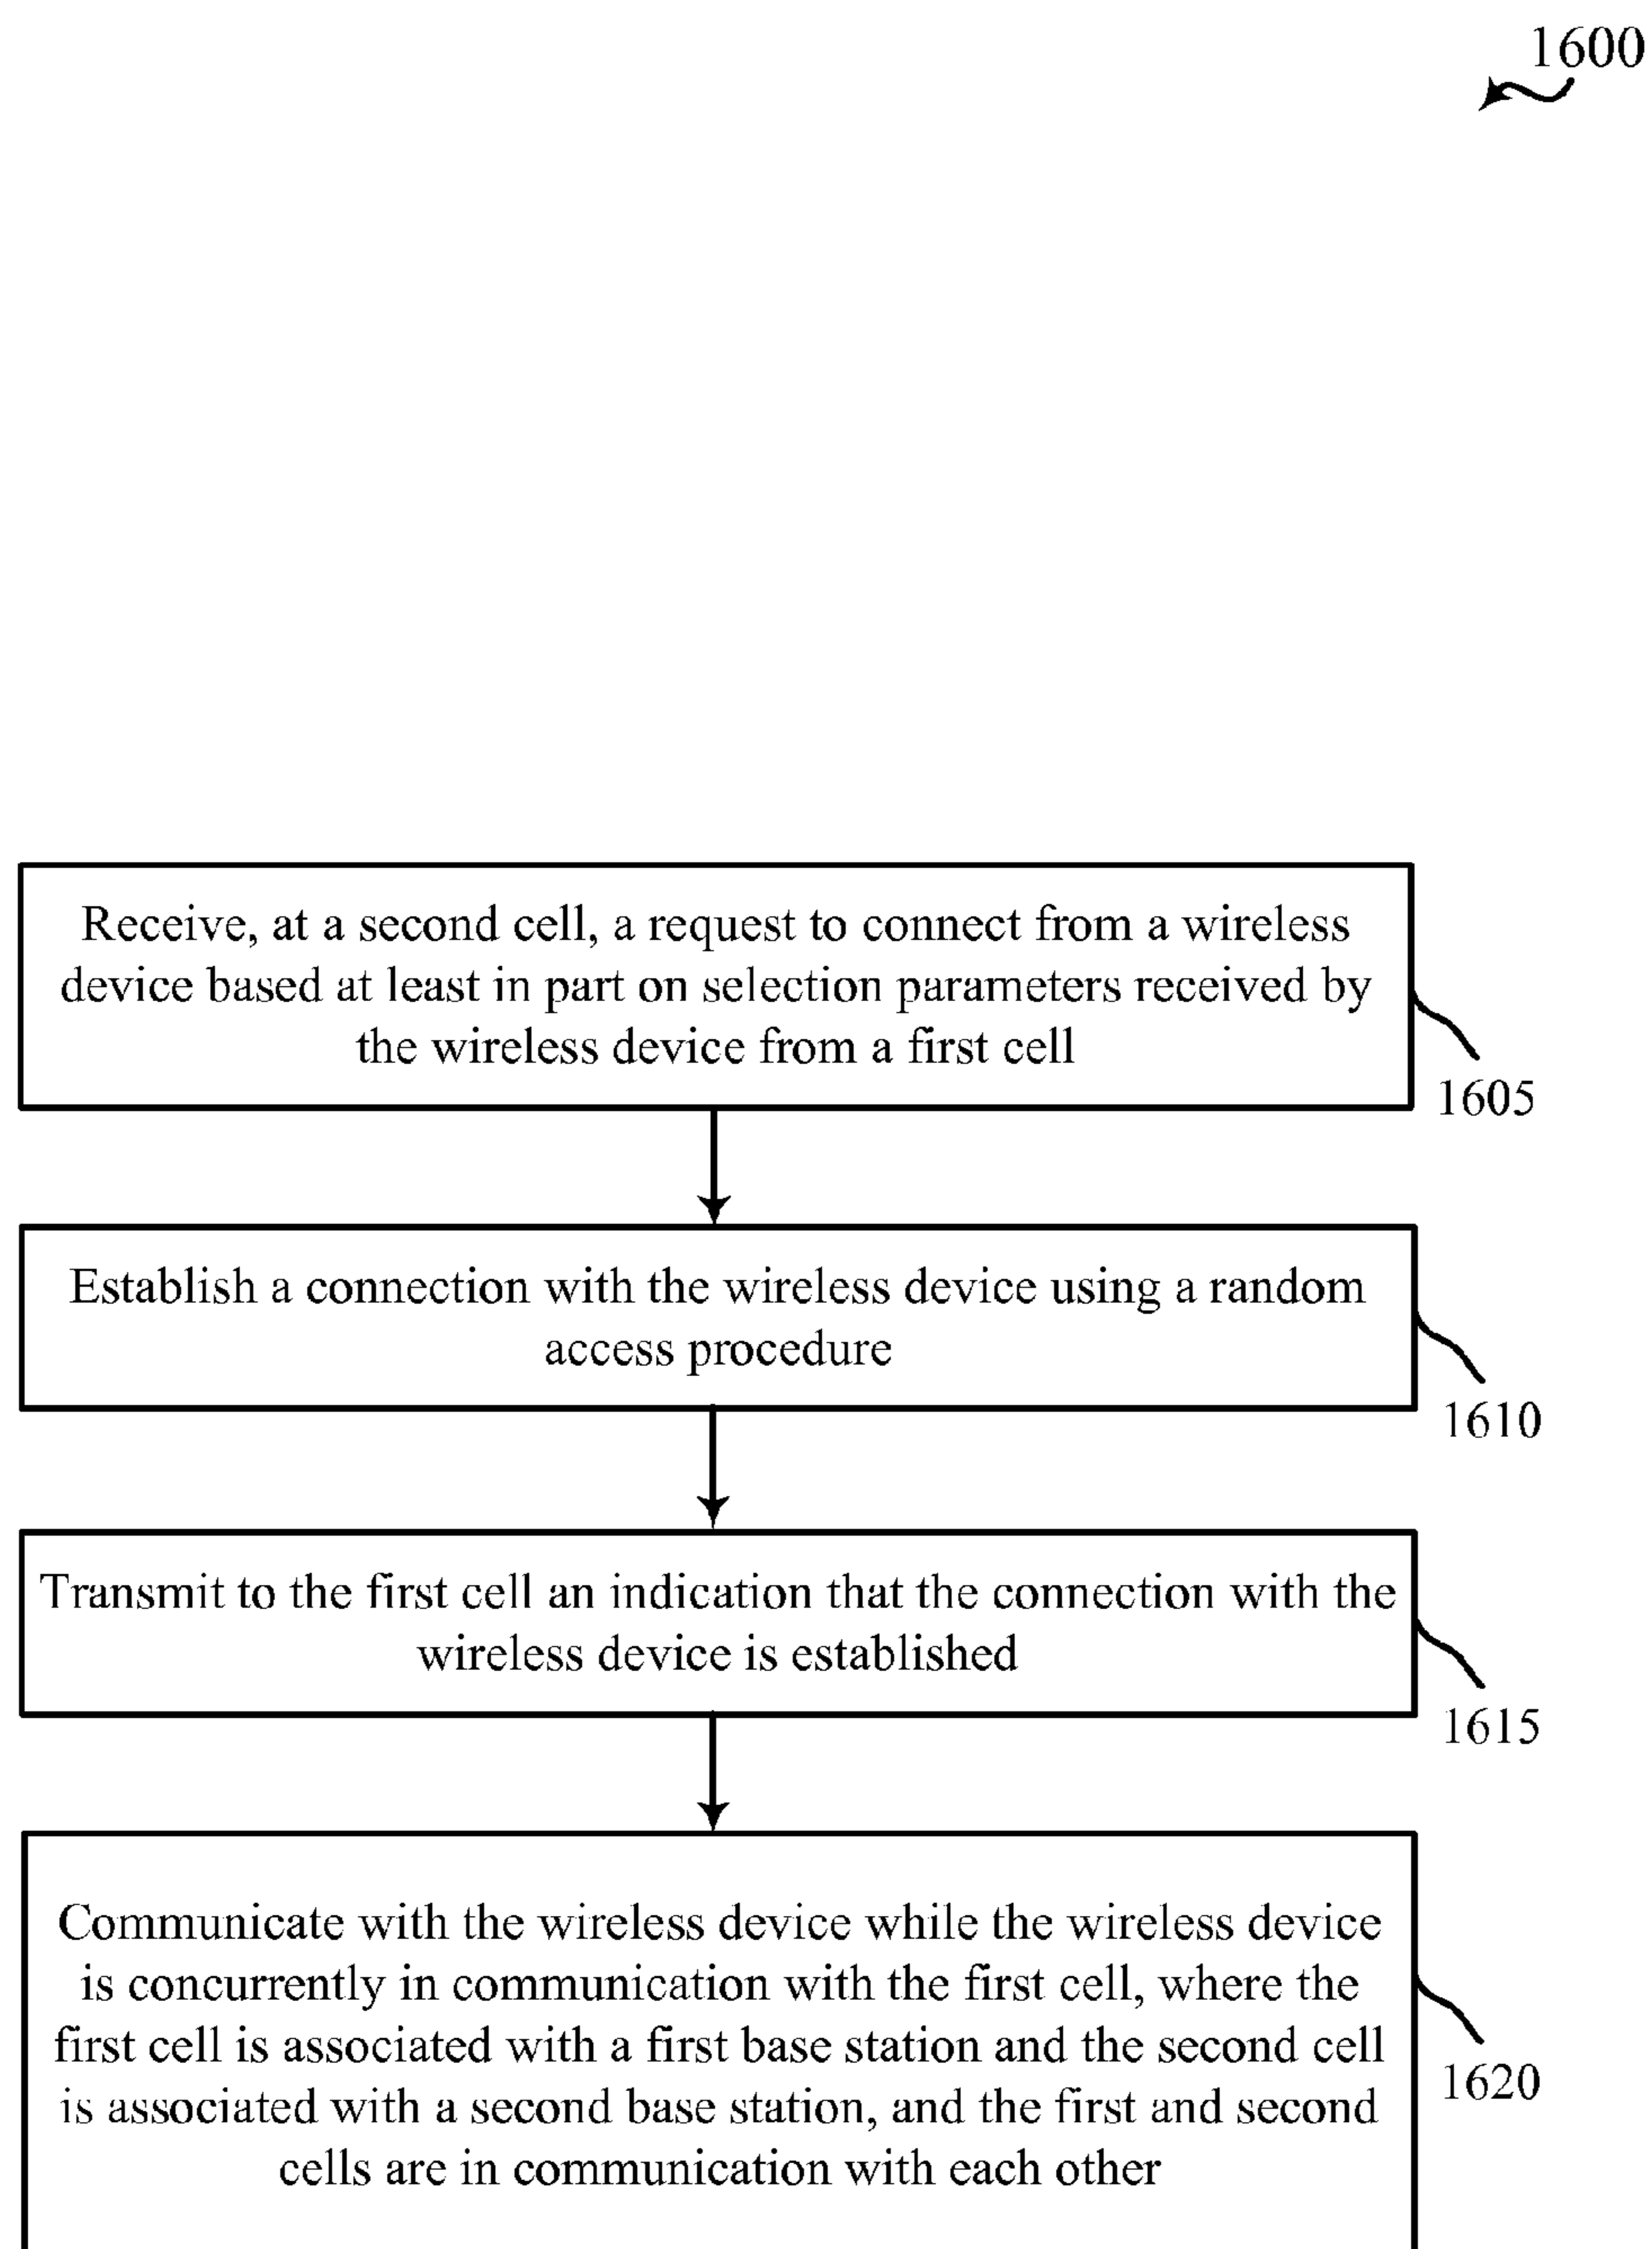 1600
Receive, at a second cell, a request to connect from a wireless
device based at least in part on selection parameters received by
the wireless device from a first cell
1605
Establish a connection with the wireless device using a random
access procedure
1610
Transmit to the first cell an indication that the connection with the
wireless device is established
1615
Communicate with the wireless device while the wireless device
is concurrently in communication with the first cell, where the
first cell is associated with a first base station and the second cell
is associated with a second base station, and the first and second
cells are in communication with each other
1620